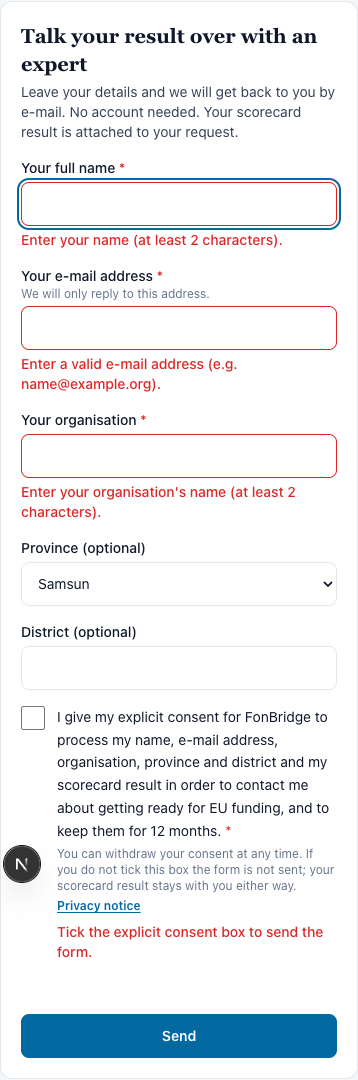 Talk your result over with an
expert
Leave your details and we will get back to you by
e-mail. No account needed. Your scorecard
result is attached to your request.
Your full name *
Enter your name (at least 2 characters).
Your e-mail address *
We will only reply to this address.
Enter a valid e-mail address (e.g.
name@example.org).
Your organisation *
Enter your organisation's name (at least 2
characters).
Province (optional)
Samsun
District (optional)
I give my explicit consent for FonBridge to
process my name, e-mail address,
organisation, province and district and my
scorecard result in order to contact me
about getting ready for EU funding, and to
keep them for 12 months. *
N
You can withdraw your consent at any time. If
you do not tick this box the form is not sent; your
scorecard result stays with you either way.
Privacy notice
Tick the explicit consent box to send the
form.
Send